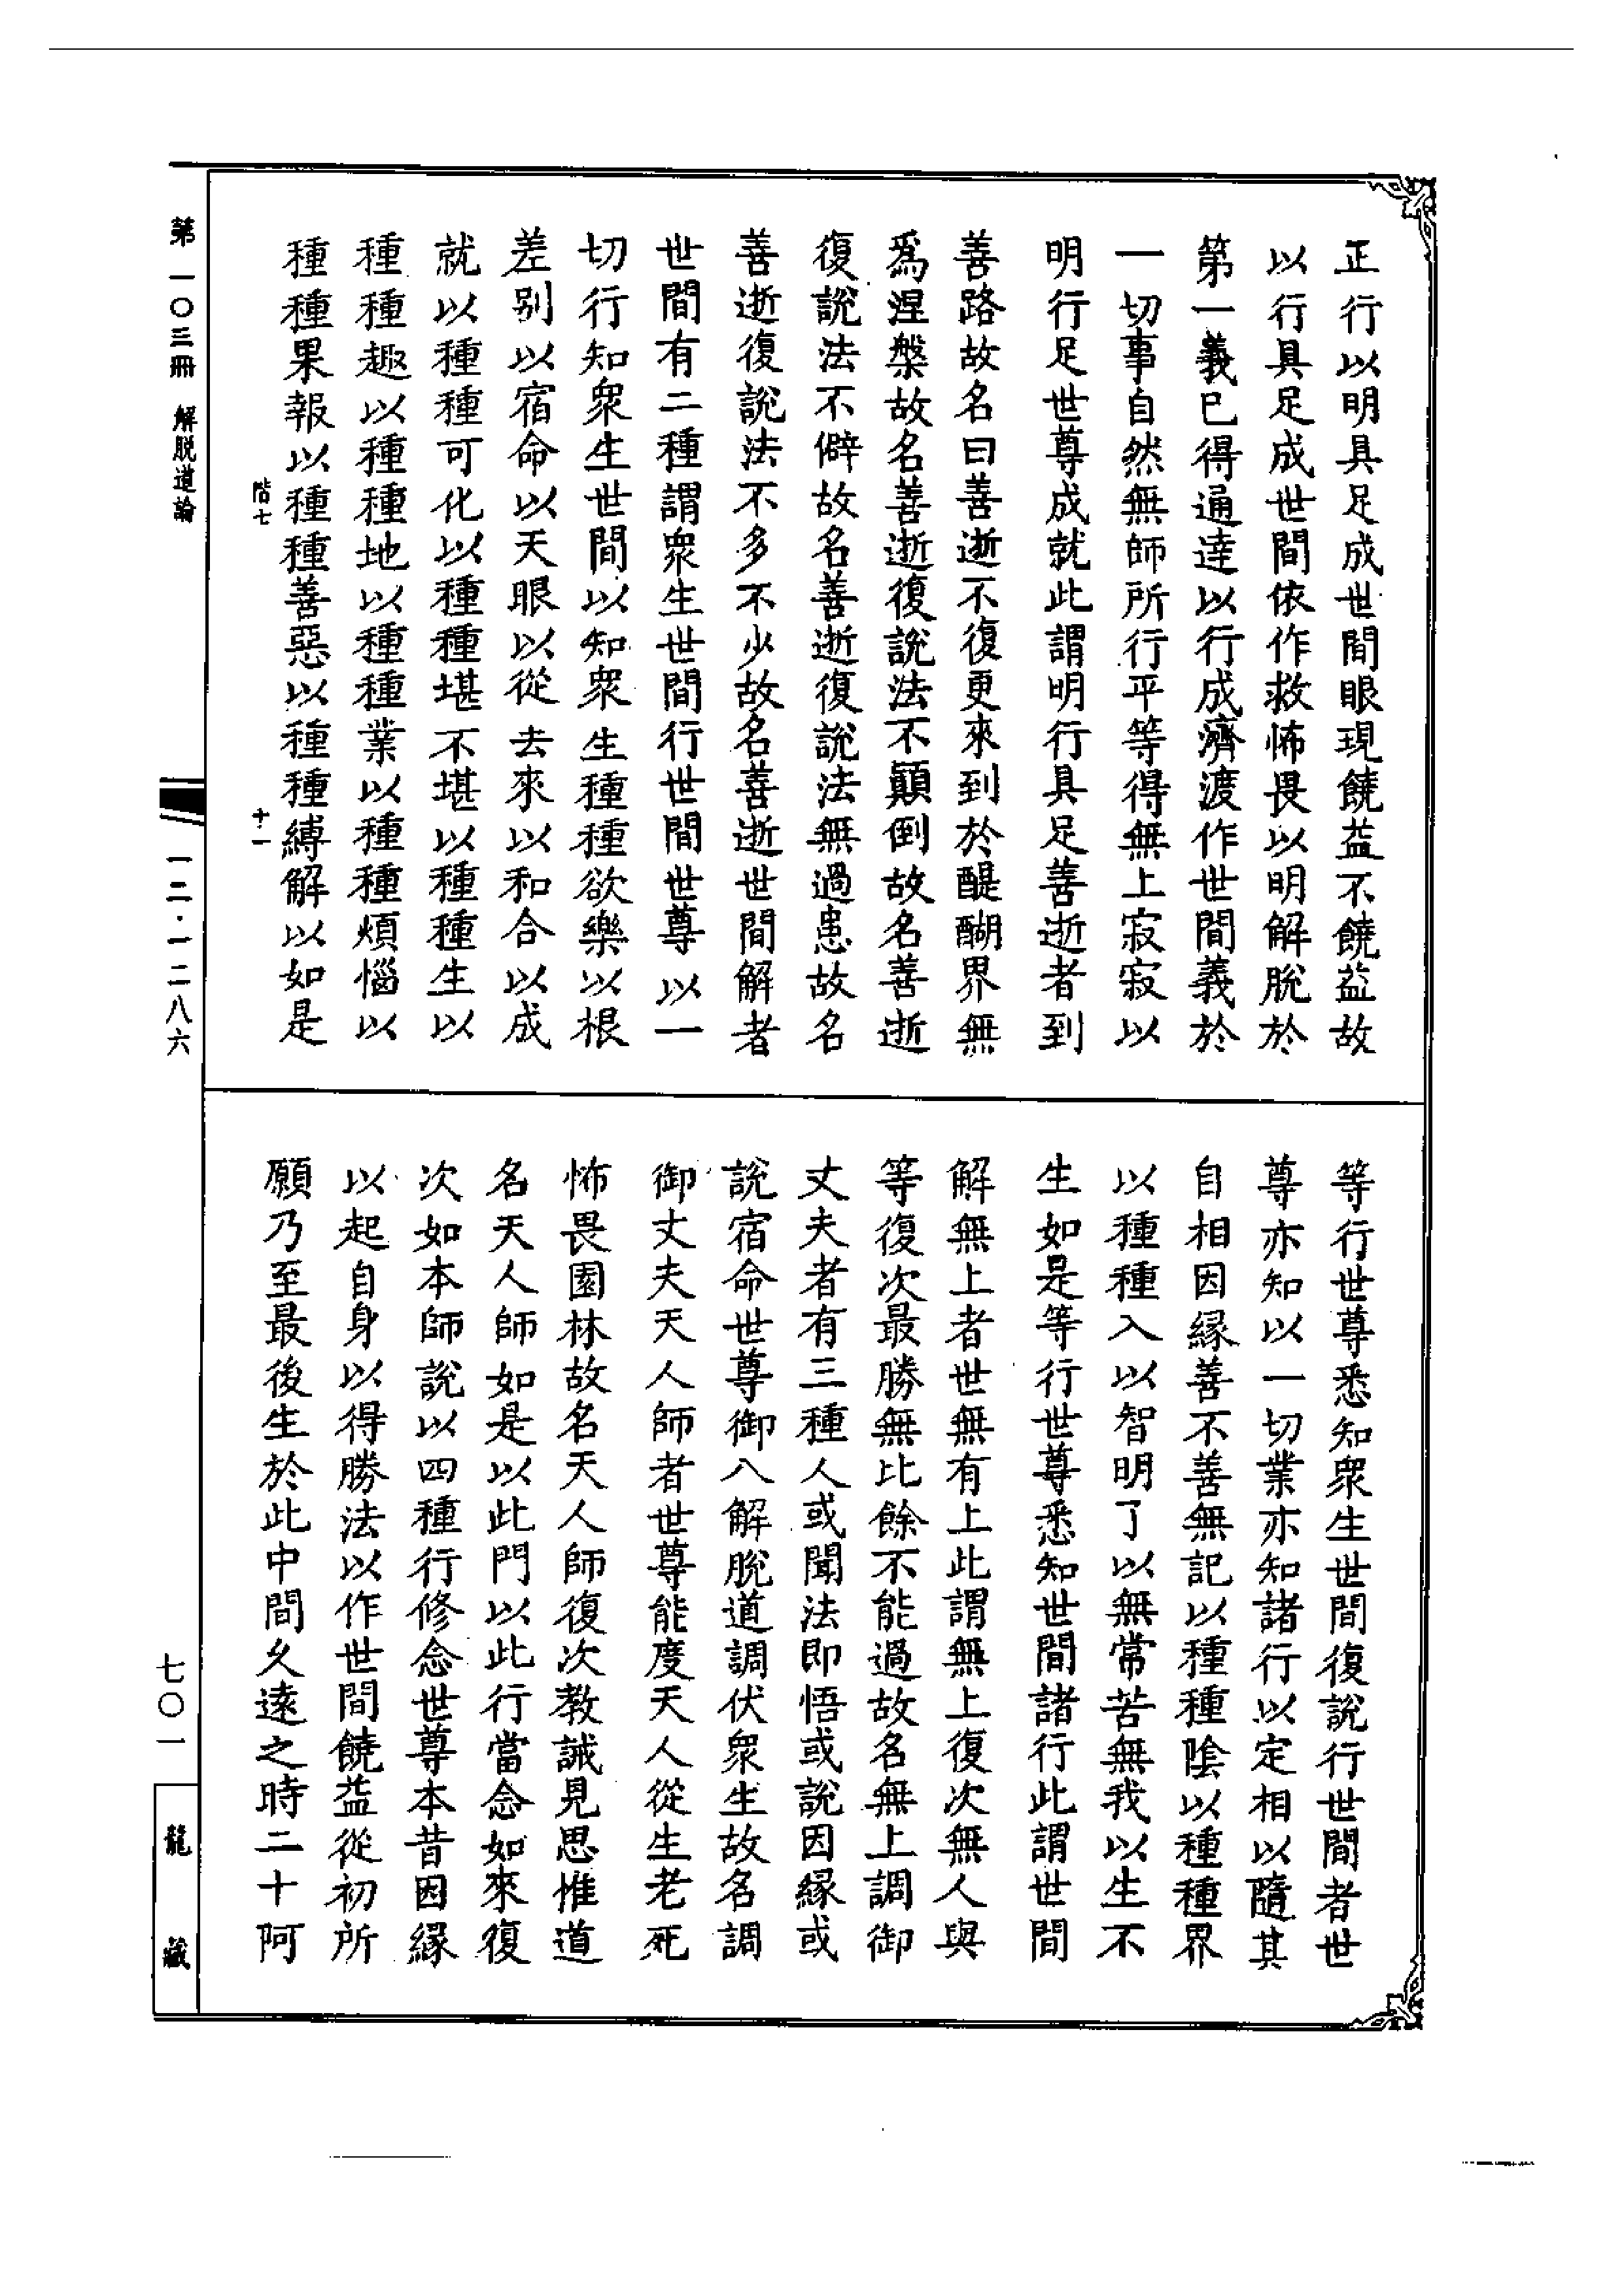 正行以明具足成世間眼現饒益不饒益故
以行具足成世間依作救怖畏以明解脫於
第一義已得通達以行成濟渡作世間義於
一切事自然無師所行平等得無上寂寂以
明行足世尊成就此謂明行具足善逝者到
善路故名曰善逝不復更來到於醍醐界無
爲涅槃故名善逝復說法不顛倒故名善逝
復說法不僻故名善逝復說法無過患故名
善逝復說法不多不少故名善逝世間解者
世間有二種謂衆生世間行世間世尊以一
切行知衆生世間以知衆生種種欲樂以根
差別以宿命以天眼以從去來以和合以成
就以種種可化以種種堪不堪以種種生以
種種趣以種種地以種種業以種種煩惱以
種種果報以種種善惡以種種縛解以如是
階七 十一
等行世尊悉知衆生世間復說行世間者世
尊亦知以一切業亦知諸行以定相以隨其
自相因緣善不善無記以種種陰以種種界
以種種入以智明了以無常苦無我以生不
生如是等行世尊悉知世間諸行此謂世間
解無上者世無有上此謂無上復次無人與
等復次最勝無比餘不能過故名無上調御
丈夫者有三種人或聞法即悟或說因緣或
說宿命世尊御八解脫道調伏衆生故名調
御丈夫天人師者世尊能度天人從生老死
怖畏園林故名天人師復次教誡見思惟道
名天人師如是以此門以此行當念如來復
次如本師說以四種行修念世尊本昔因緣
以起自身以得勝法以作世間饒益從初所
願乃至最後生於此中間久遠之時二十阿
第一〇三冊 解脫道論
一二·一二八六
七〇一
龍藏